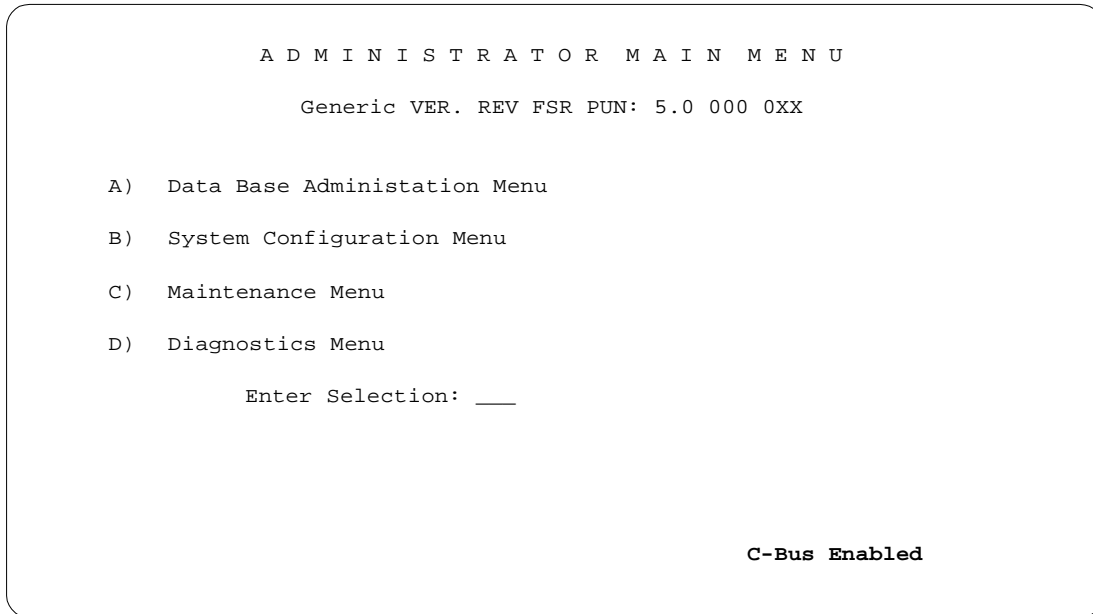 A D M I N I S T R A T O R  M A I N  M E N U
Generic VER. REV FSR PUN: 5.0 000 0XX
A) Data Base Administation Menu
B) System Configuration Menu
C) Maintenance Menu
D) Diagnostics Menu
Enter Selection: ___
C-Bus Enabled